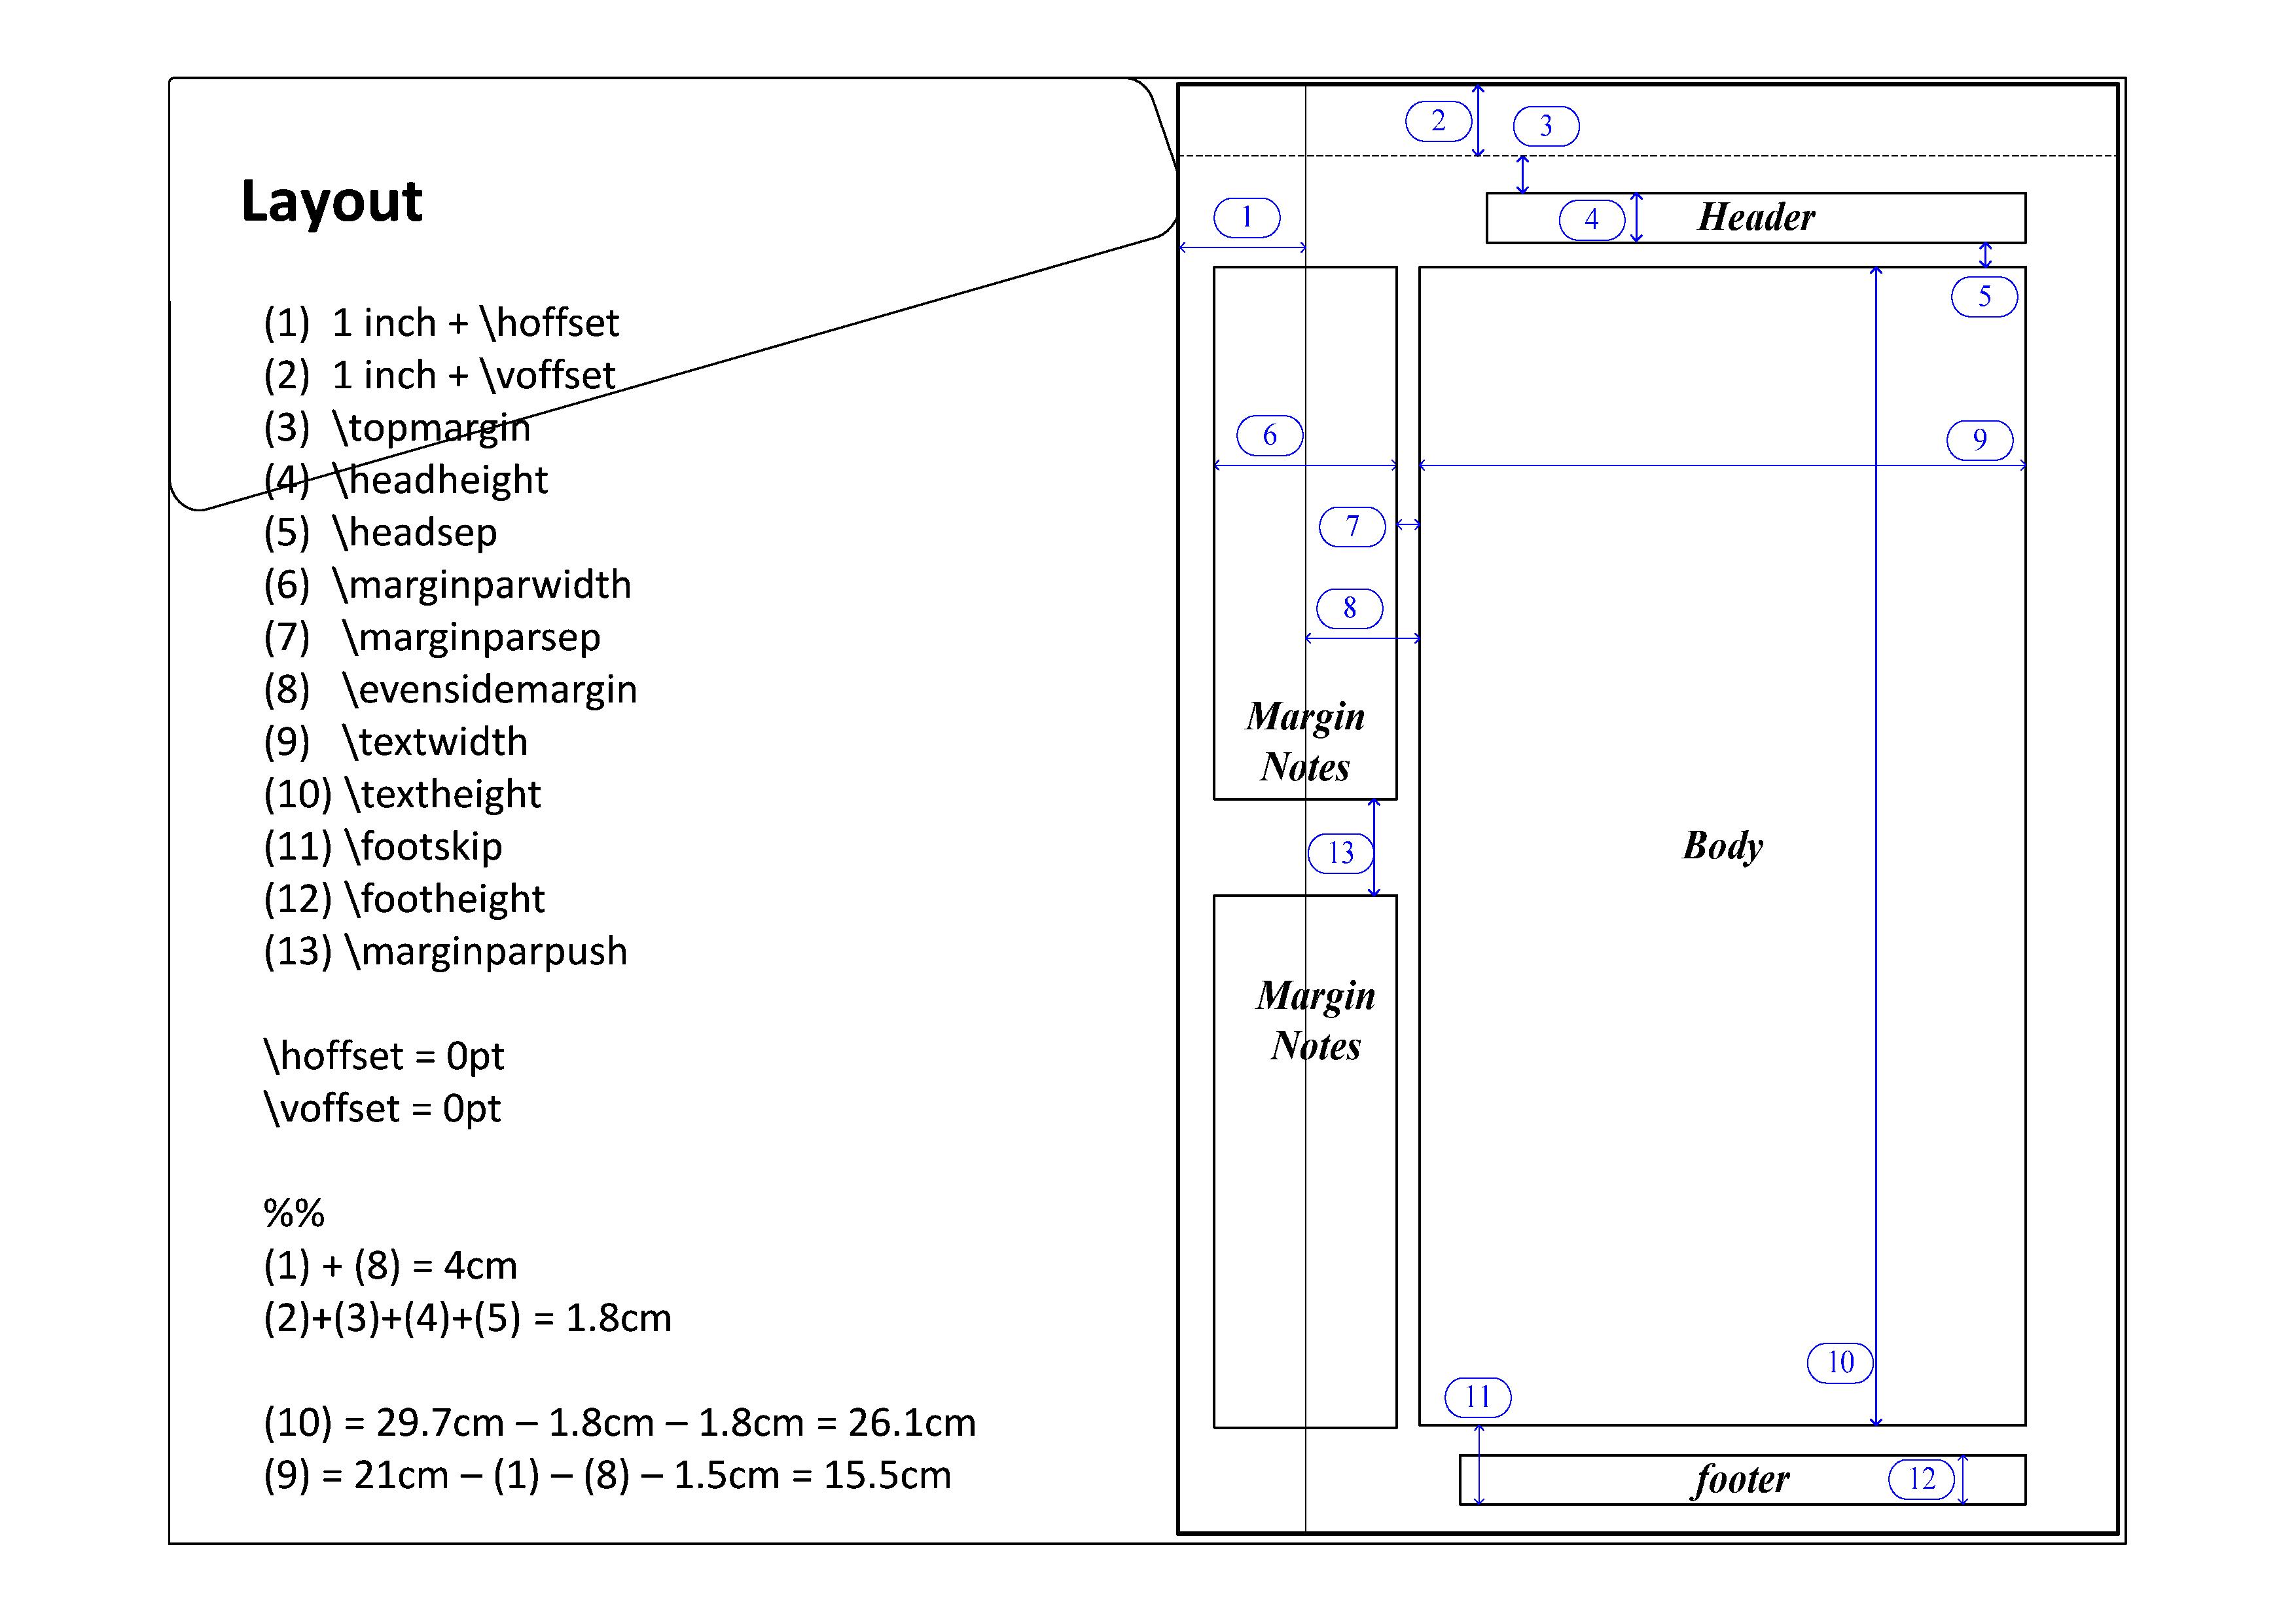 Layout
(1) 1 inch + \hoffset
(2) 1 inch + \voffset
(3) \topmargin
(4) \headheight
(5) \headsep
(6) \marginparwidth
(7) \marginparsep
(8) \evensidemargin
(9) \textwidth
(10) \textheight
(11) \footskip
(12) \footheight
(13) \marginparpush
\hoffset = 0pt
\voffset = 0pt
%%
(1) + (8) = 4cm
(2)+(3)+(4)+(5) = 1.8cm
(10) = 29.7cm – 1.8cm – 1.8cm = 26.1cm
(9) = 21cm – (1) – (8) – 1.5cm = 15.5cm
2
3
1
4
Header
5
6
9
7
8
Margin
Notes
13
Body
Margin
Notes
10
11
footer
12